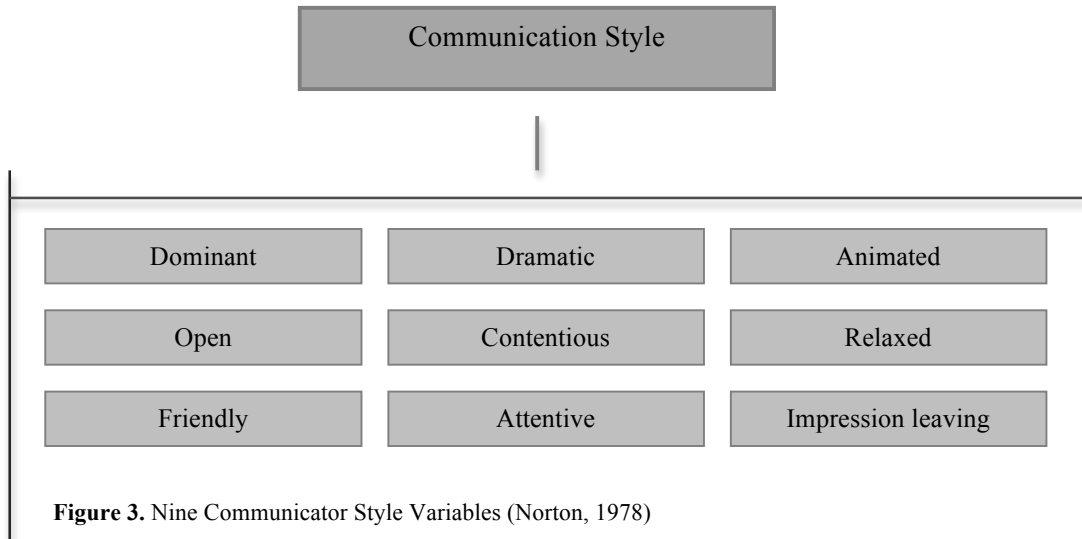 Communication Style
Dominant
Dramatic
Animated
Open
Contentious
Relaxed
Friendly
Attentive
Impression leaving
Figure 3. Nine Communicator Style Variables (Norton, 1978)